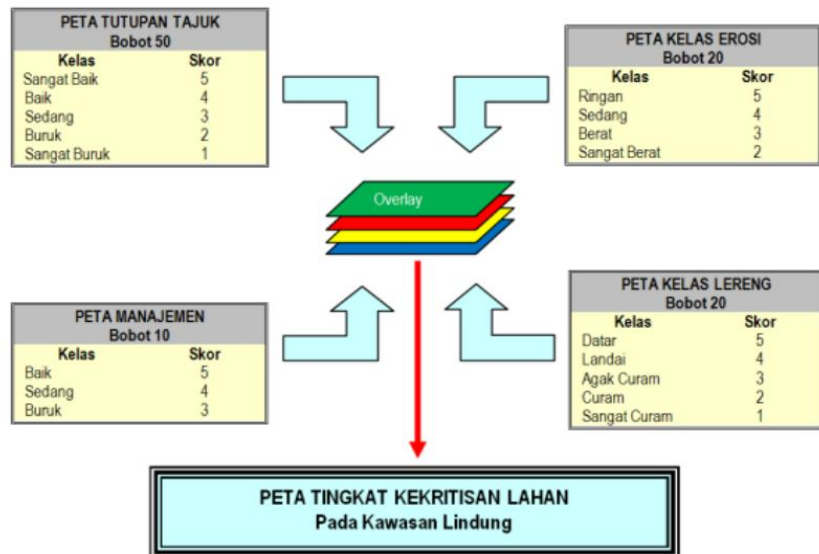 PETA TUTUPAN TAJUK
Bobot 50
Kelas Skor
Sangat Baik 5
Baik 4
Sedang 3
Buruk 2
Sangat Buruk 1
PETA KELAS EROSI
Bobot 20
Kelas Skor
Ringan 5
Sedang 4
Berat 3
Sangat Berat 2
Overlay
PETA MANAJEMEN
Bobot 10
Kelas Skor
Baik 5
Sedang 4
Buruk 3
PETA KELAS LERENG
Bobot 20
Kelas Skor
Datar 5
Landai 4
Agak Curam 3
Curam 2
Sangat Curam 1
PETA TINGKAT KEKRITISAN LAHAN
Pada Kawasan Lindung